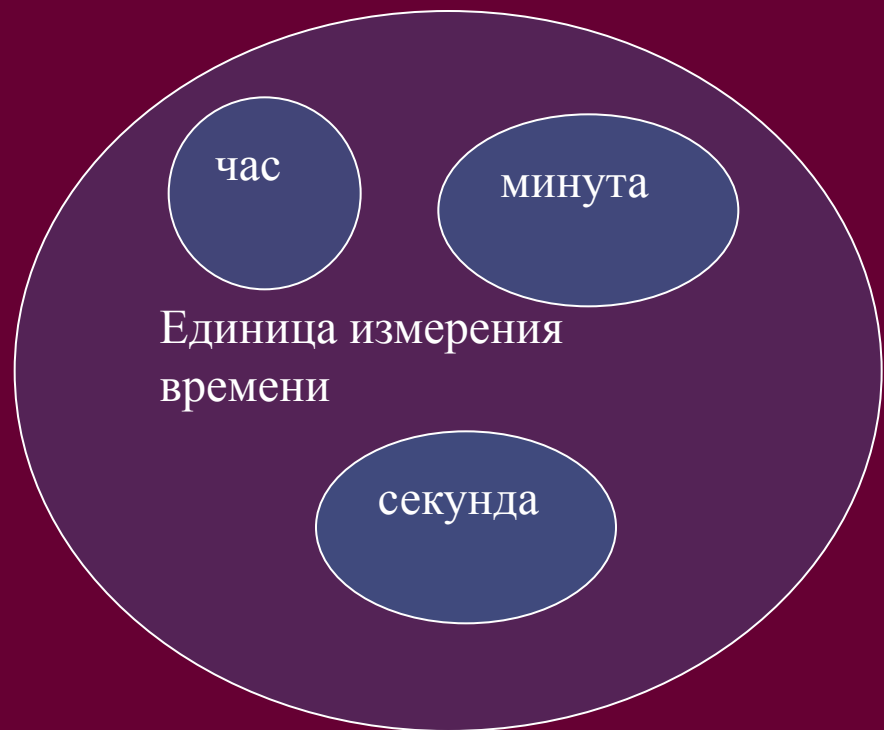 час
минута
Единица измерения
времени
секунда